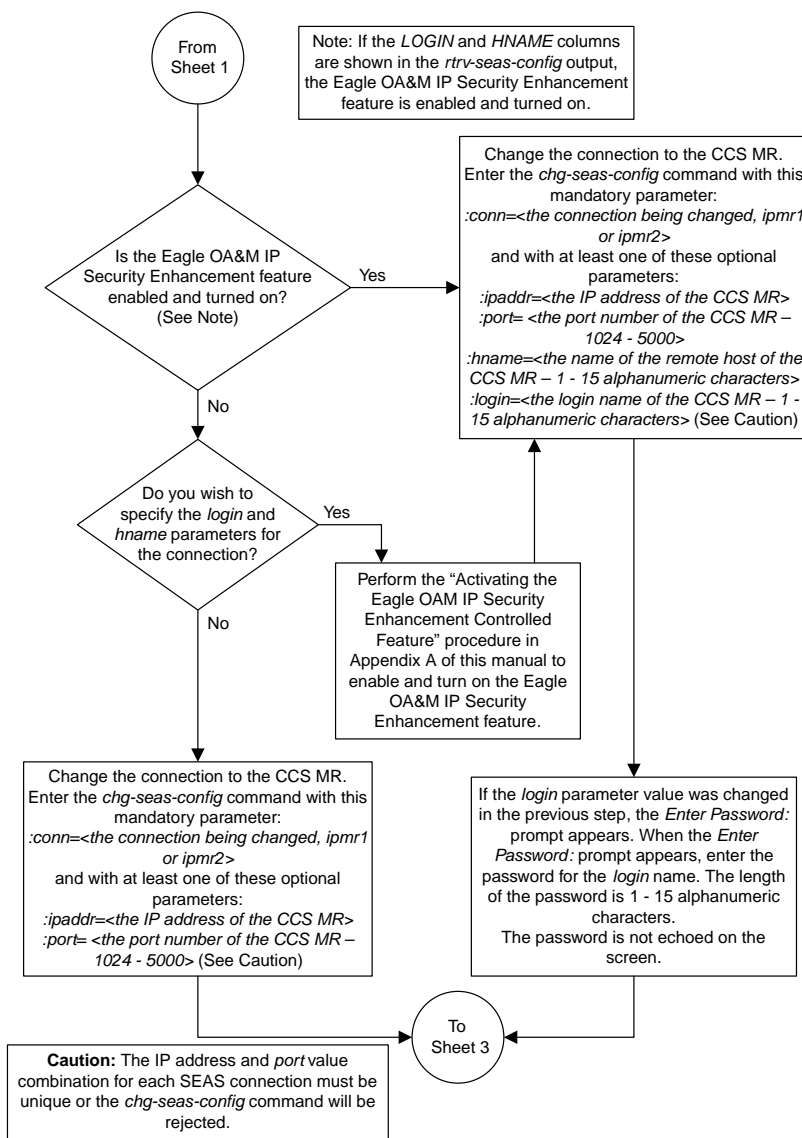 From
Sheet 1
Note: If the LOGIN and HNAME columns
are shown in the rtrv-seas-config output,
the Eagle OA&M IP Security Enhancement
feature is enabled and turned on.
Is the Eagle OA&M IP
Security Enhancement feature
enabled and turned on?
(See Note)
Yes
No
Change the connection to the CCS MR.
Enter the chg-seas-config command with this
mandatory parameter:
:conn=<the connection being changed, ipmr1
or ipmr2>
and with at least one of these optional
parameters:
:ipaddr=<the IP address of the CCS MR>
:port= <the port number of the CCS MR –
1024 - 5000>
:hname=<the name of the remote host of the
CCS MR – 1 - 15 alphanumeric characters>
:login=<the login name of the CCS MR – 1 -
15 alphanumeric characters> (See Caution)
Do you wish to
specify the login and
hname parameters for
the connection?
Yes
No
Perform the “Activating the
Eagle OAM IP Security
Enhancement Controlled
Feature” procedure in
Appendix A of this manual to
enable and turn on the Eagle
OA&M IP Security
Enhancement feature.
Change the connection to the CCS MR.
Enter the chg-seas-config command with this
mandatory parameter:
:conn=<the connection being changed, ipmr1
or ipmr2>
and with at least one of these optional
parameters:
:ipaddr=<the IP address of the CCS MR>
:port= <the port number of the CCS MR –
1024 - 5000> (See Caution)
If the login parameter value was changed
in the previous step, the Enter Password:
prompt appears. When the Enter
Password: prompt appears, enter the
password for the login name. The length
of the password is 1 - 15 alphanumeric
characters.
The password is not echoed on the
screen.
To
Sheet 3
Caution: The IP address and port value
combination for each SEAS connection must be
unique or the chg-seas-config command will be
rejected.